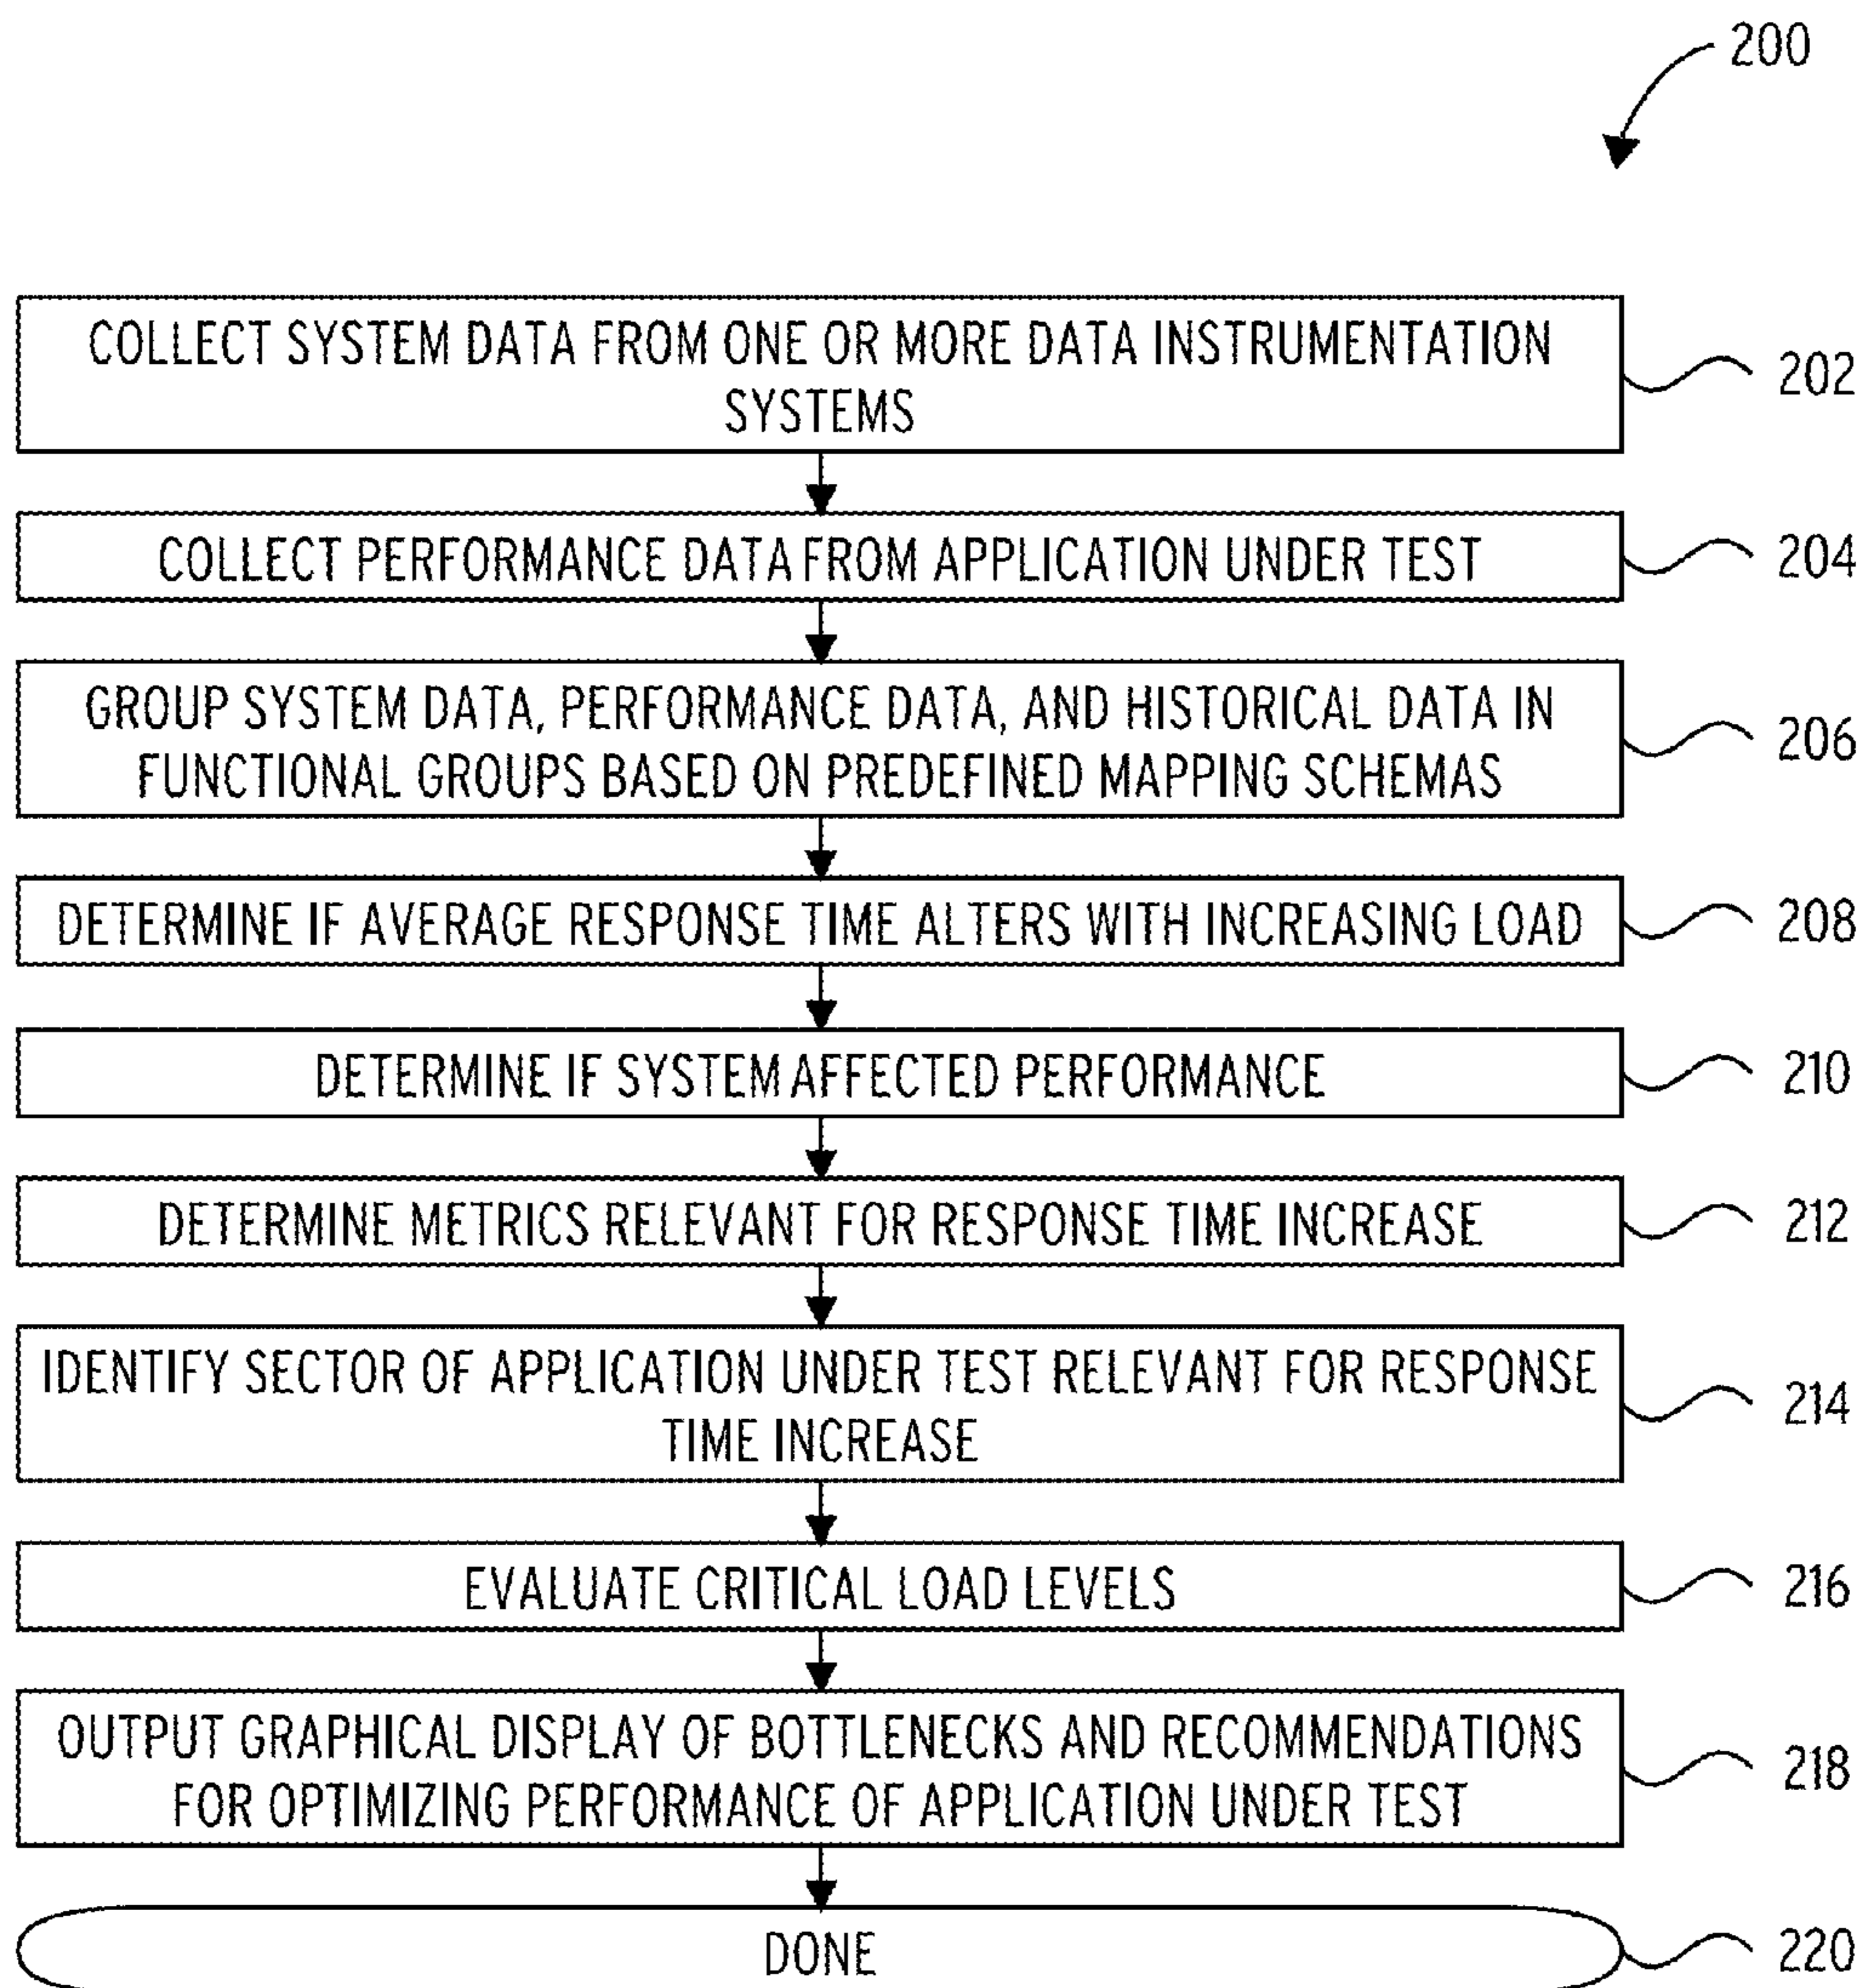 200
COLLECT SYSTEM DATA FROM ONE OR MORE DATA INSTRUMENTATION
SYSTEMS
202
COLLECT PERFORMANCE DATA FROM APPLICATION UNDER TEST
204
GROUP SYSTEM DATA, PERFORMANCE DATA, AND HISTORICAL DATA IN
FUNCTIONAL GROUPS BASED ON PREDEFINED MAPPING SCHEMAS
206
DETERMINE IF AVERAGE RESPONSE TIME ALTERS WITH INCREASING LOAD
208
DETERMINE IF SYSTEM AFFECTED PERFORMANCE
210
DETERMINE METRICS RELEVANT FOR RESPONSE TIME INCREASE
212
IDENTIFY SECTOR OF APPLICATION UNDER TEST RELEVANT FOR RESPONSE
TIME INCREASE
214
EVALUATE CRITICAL LOAD LEVELS
216
OUTPUT GRAPHICAL DISPLAY OF BOTTLENECKS AND RECOMMENDATIONS
FOR OPTIMIZING PERFORMANCE OF APPLICATION UNDER TEST
218
DONE
220